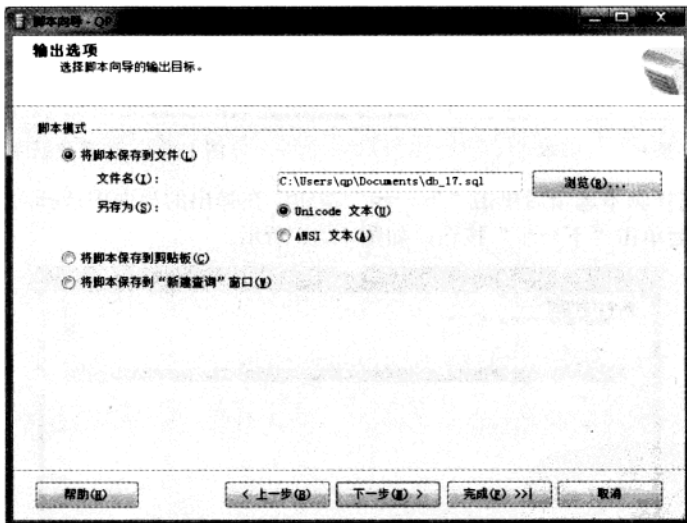 脚本向导 - QP
输出选项
选择脚本向导的输出目标。
脚本模式
将脚本保存到文件(L)
文件名(I): C:\Users\qp\Documents\db_17.sql 浏览(R)...
另存为(S): Unicode 文本(U)
ANSI 文本(A)
将脚本保存到剪贴板(C)
将脚本保存到“新建查询”窗口(Y)
帮助(H) < 上一步(B) 下一步(N) > 完成(F) >>| 取消